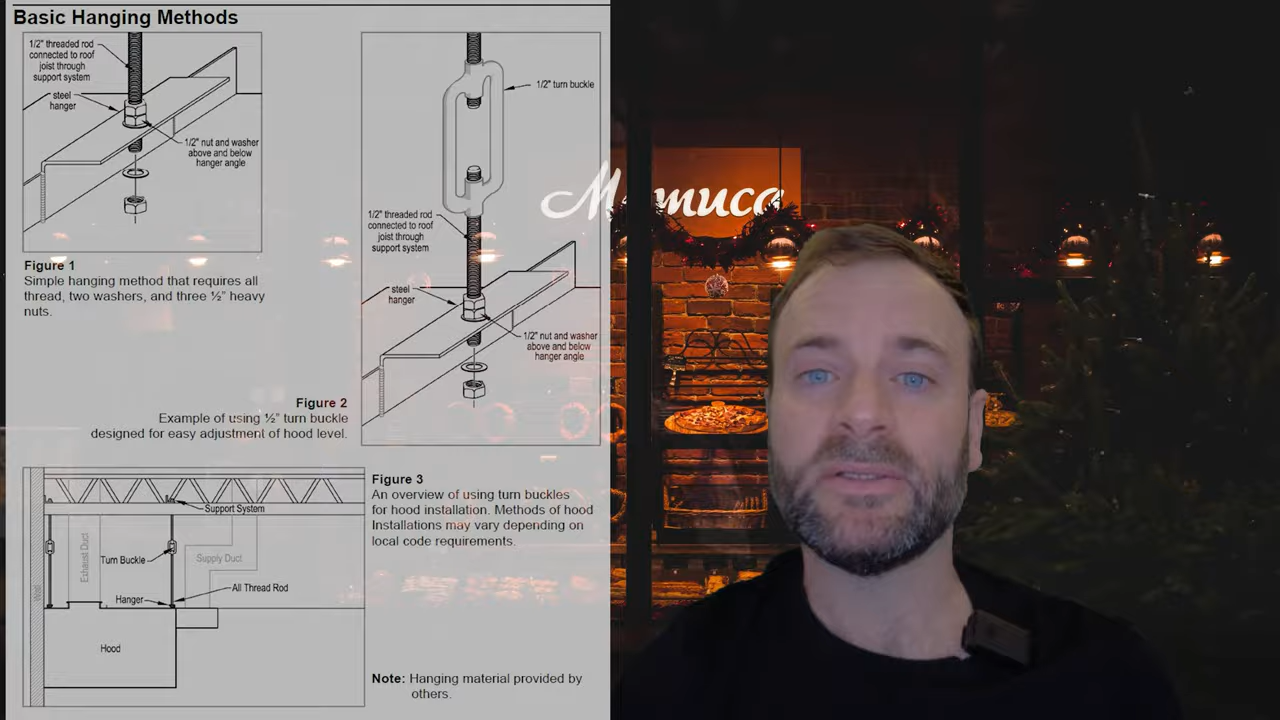 Basic Hanging Methods
1/2" threaded rod
connected to roof
joist through
support system
steel
hanger
1/2" nut and washer
above and below
hanger angle
Figure 1
Simple hanging method that requires all
thread, two washers, and three ½" heavy
nuts.
1/2" turn buckle
1/2" threaded rod
connected to roof
joist through
support system
steel
hanger
1/2" nut and washer
above and below
hanger angle
Figure 2
Example of using ½" turn buckle
designed for easy adjustment of hood level.
Support System
Exhaust Duct
Turn Buckle
Supply Duct
Wall
All Thread Rod
Hanger
Hood
Figure 3
An overview of using turn buckles
for hood installation. Methods of hood
Installations may vary depending on
local code requirements.
Note: Hanging material provided by
others.
Mamuca